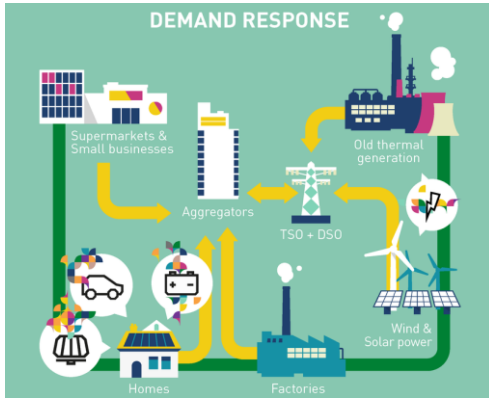 DEMAND RESPONSE
Supermarkets &
Small businesses
Old thermal
generation
Aggregators
TSO + DSO
Wind &
Solar power
Homes
Factories